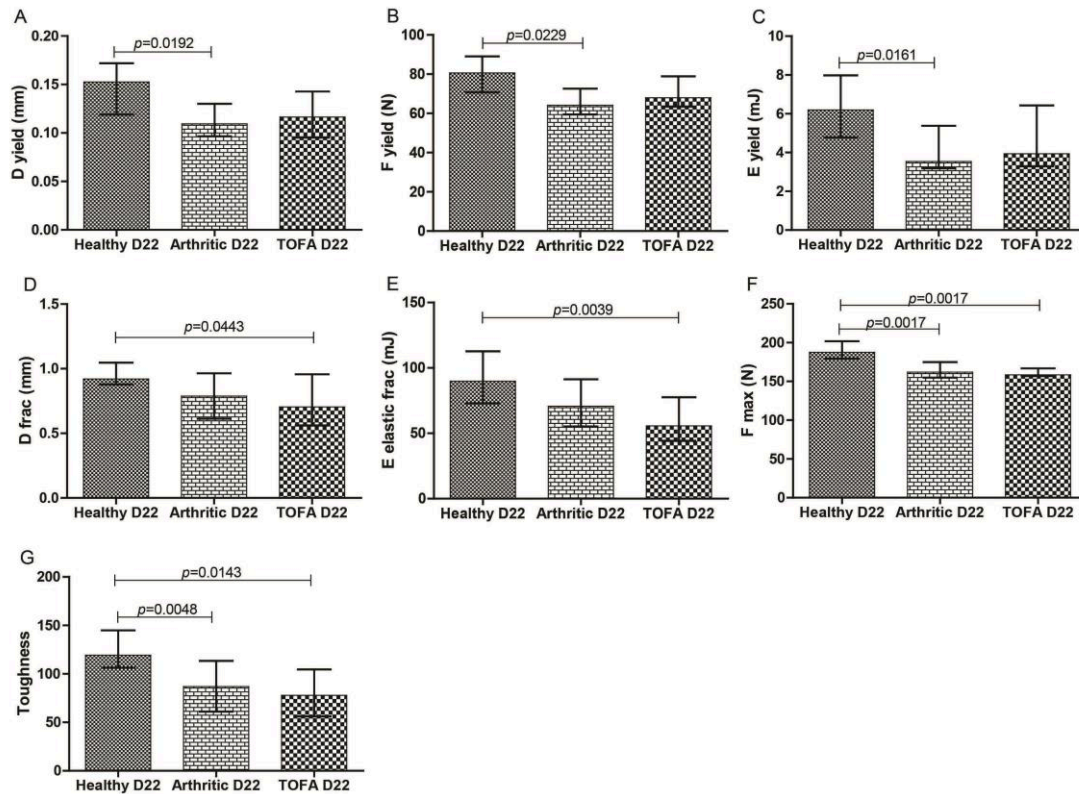 A
D yield (mm)
0.20
0.15
0.10
0.05
0.00
p=0.0192
Healthy D22 Arthritic D22 TOFA D22
B
F yield (N)
100
80
60
40
20
0
p=0.0229
Healthy D22 Arthritic D22 TOFA D22
C
E yield (mJ)
8
6
4
2
0
p=0.0161
Healthy D22 Arthritic D22 TOFA D22
D
D frac (mm)
1.5
1.0
0.5
0.0
p=0.0443
Healthy D22 Arthritic D22 TOFA D22
E
E elastic frac (mJ)
150
100
50
0
p=0.0039
Healthy D22 Arthritic D22 TOFA D22
F
F max (N)
250
200
150
100
50
0
p=0.0017
p=0.0017
Healthy D22 Arthritic D22 TOFA D22
G
Toughness
200
150
100
50
0
p=0.0143
p=0.0048
Healthy D22 Arthritic D22 TOFA D22